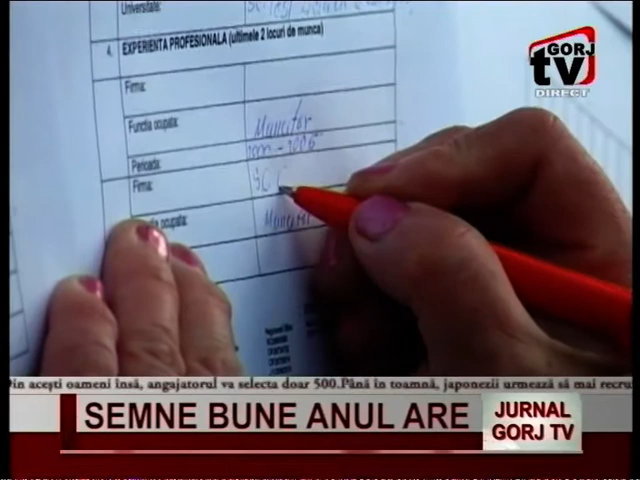 Universitate:
4. EXPERIENTA PROFESIONALA (ultimele 2 locuri de munca)
Firma:
Functia ocupata: Muncitor
Perioada:
Firma: SC
ocupata:
GORJ
tv
DIRECT
Din acești oameni însă, angajatorul va selecta doar 500.Până în toamnă, japonezii urmează să mai recru
SEMNE BUNE ANUL ARE
JURNAL
GORJ TV